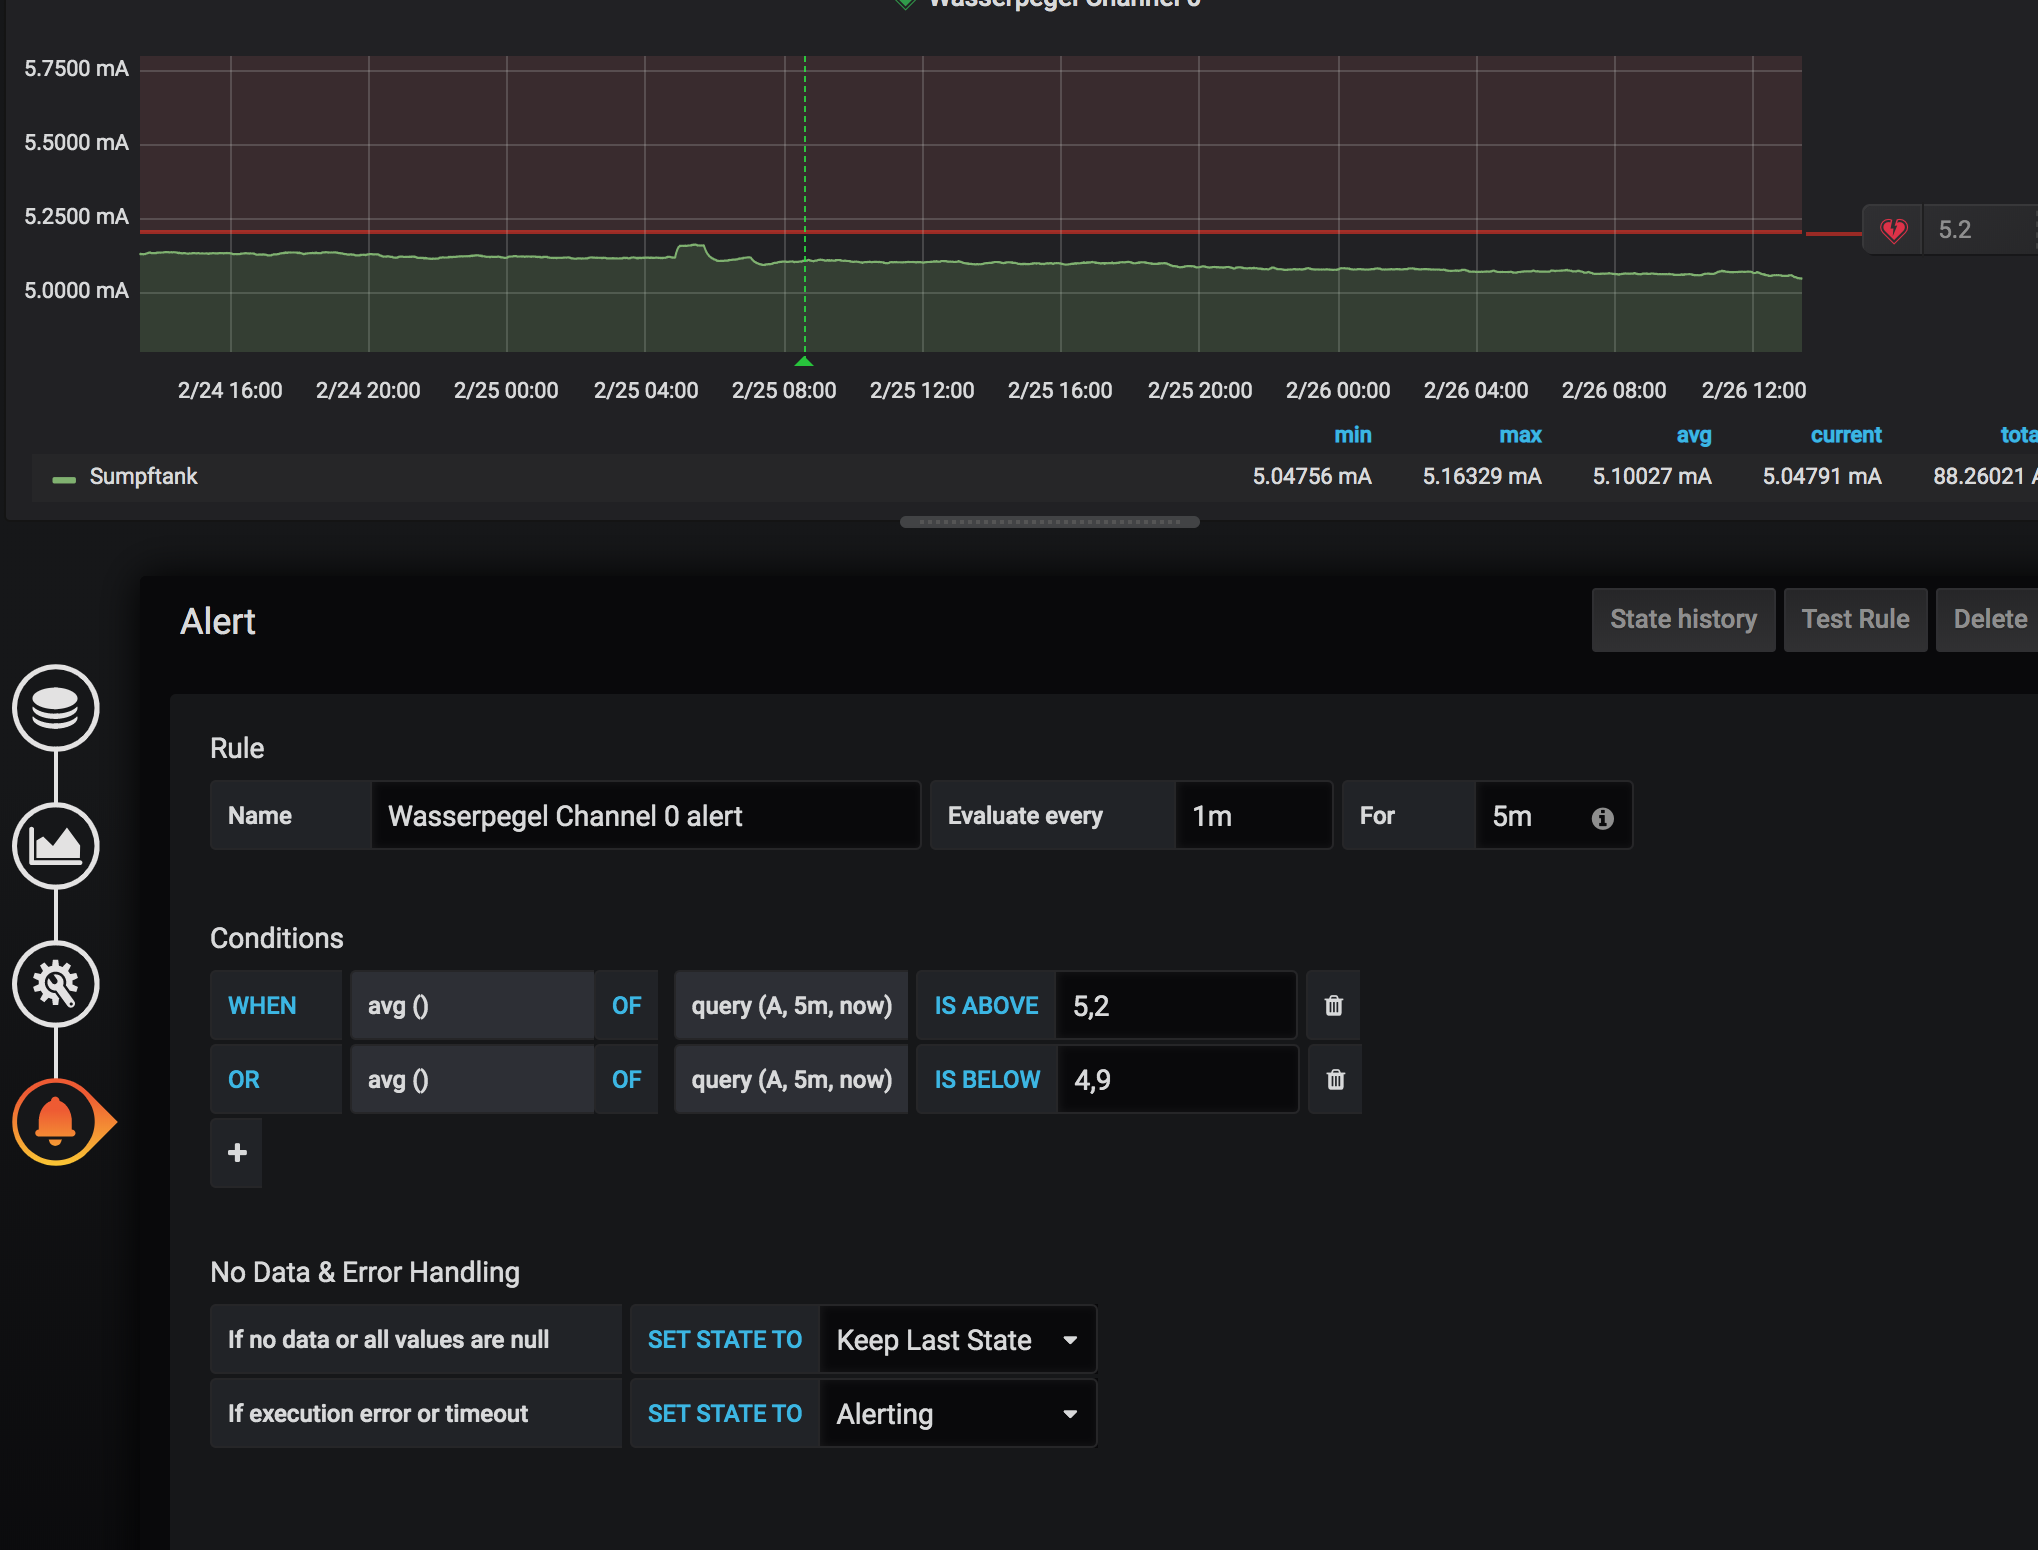 Wasserpegel Channel 0
5.7500 mA
5.5000 mA
5.2500 mA
5.0000 mA
5.2
2/24 16:00 2/24 20:00 2/25 00:00 2/25 04:00 2/25 08:00 2/25 12:00 2/25 16:00 2/25 20:00 2/26 00:00 2/26 04:00 2/26 08:00 2/26 12:00
min max avg current
Sumpftank 5.04756 mA 5.16329 mA 5.10027 mA 5.04791 mA 88.26021
Alert State history Test Rule Delete
Rule
Name Wasserpegel Channel 0 alert Evaluate every 1m For 5m
Conditions
WHEN avg () OF query (A, 5m, now) IS ABOVE 5,2
OR avg () OF query (A, 5m, now) IS BELOW 4,9
No Data & Error Handling
If no data or all values are null SET STATE TO Keep Last State
If execution error or timeout SET STATE TO Alerting